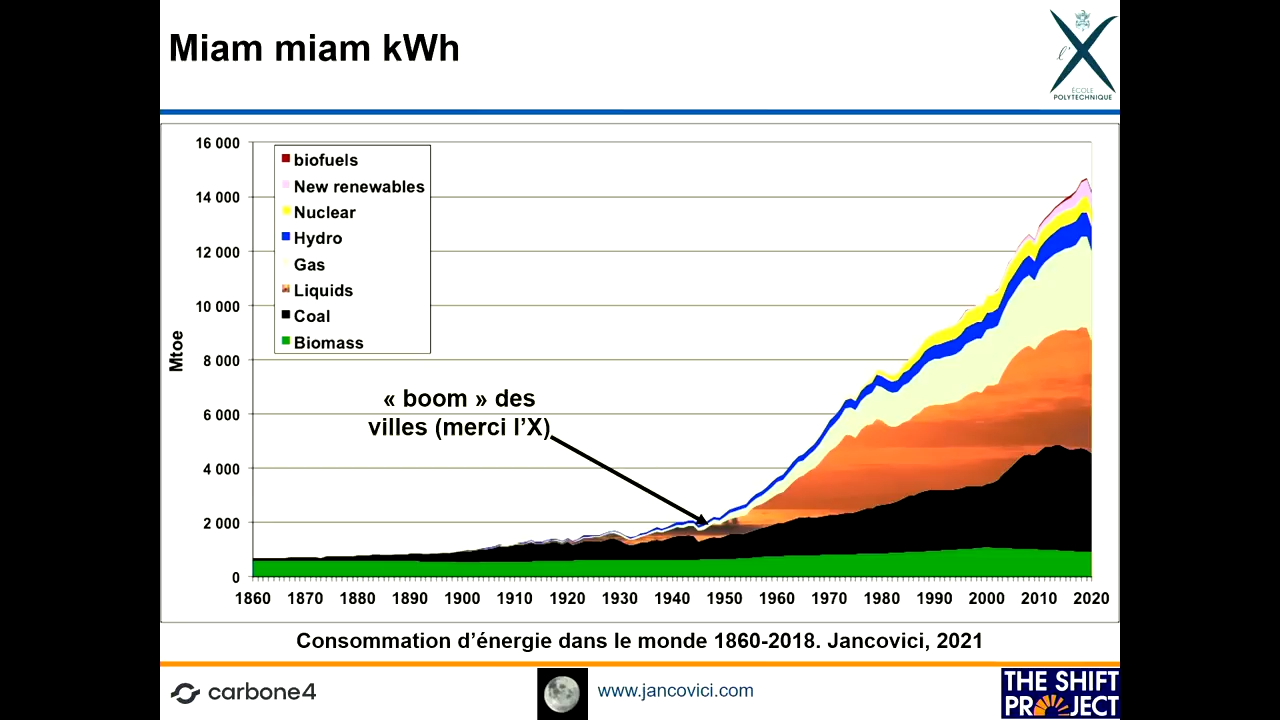 Miam miam kWh
l'X
ÉCOLE
POLYTECHNIQUE
16 000
14 000
12 000
10 000
8 000
6 000
4 000
2 000
0
Mtoe
biofuels
New renewables
Nuclear
Hydro
Gas
Liquids
Coal
Biomass
« boom » des
villes (merci l'X)
1860 1870 1880 1890 1900 1910 1920 1930 1940 1950 1960 1970 1980 1990 2000 2010 2020
Consommation d'énergie dans le monde 1860-2018. Jancovici, 2021
carbone4
www.jancovici.com
THE SHIFT
PROJECT